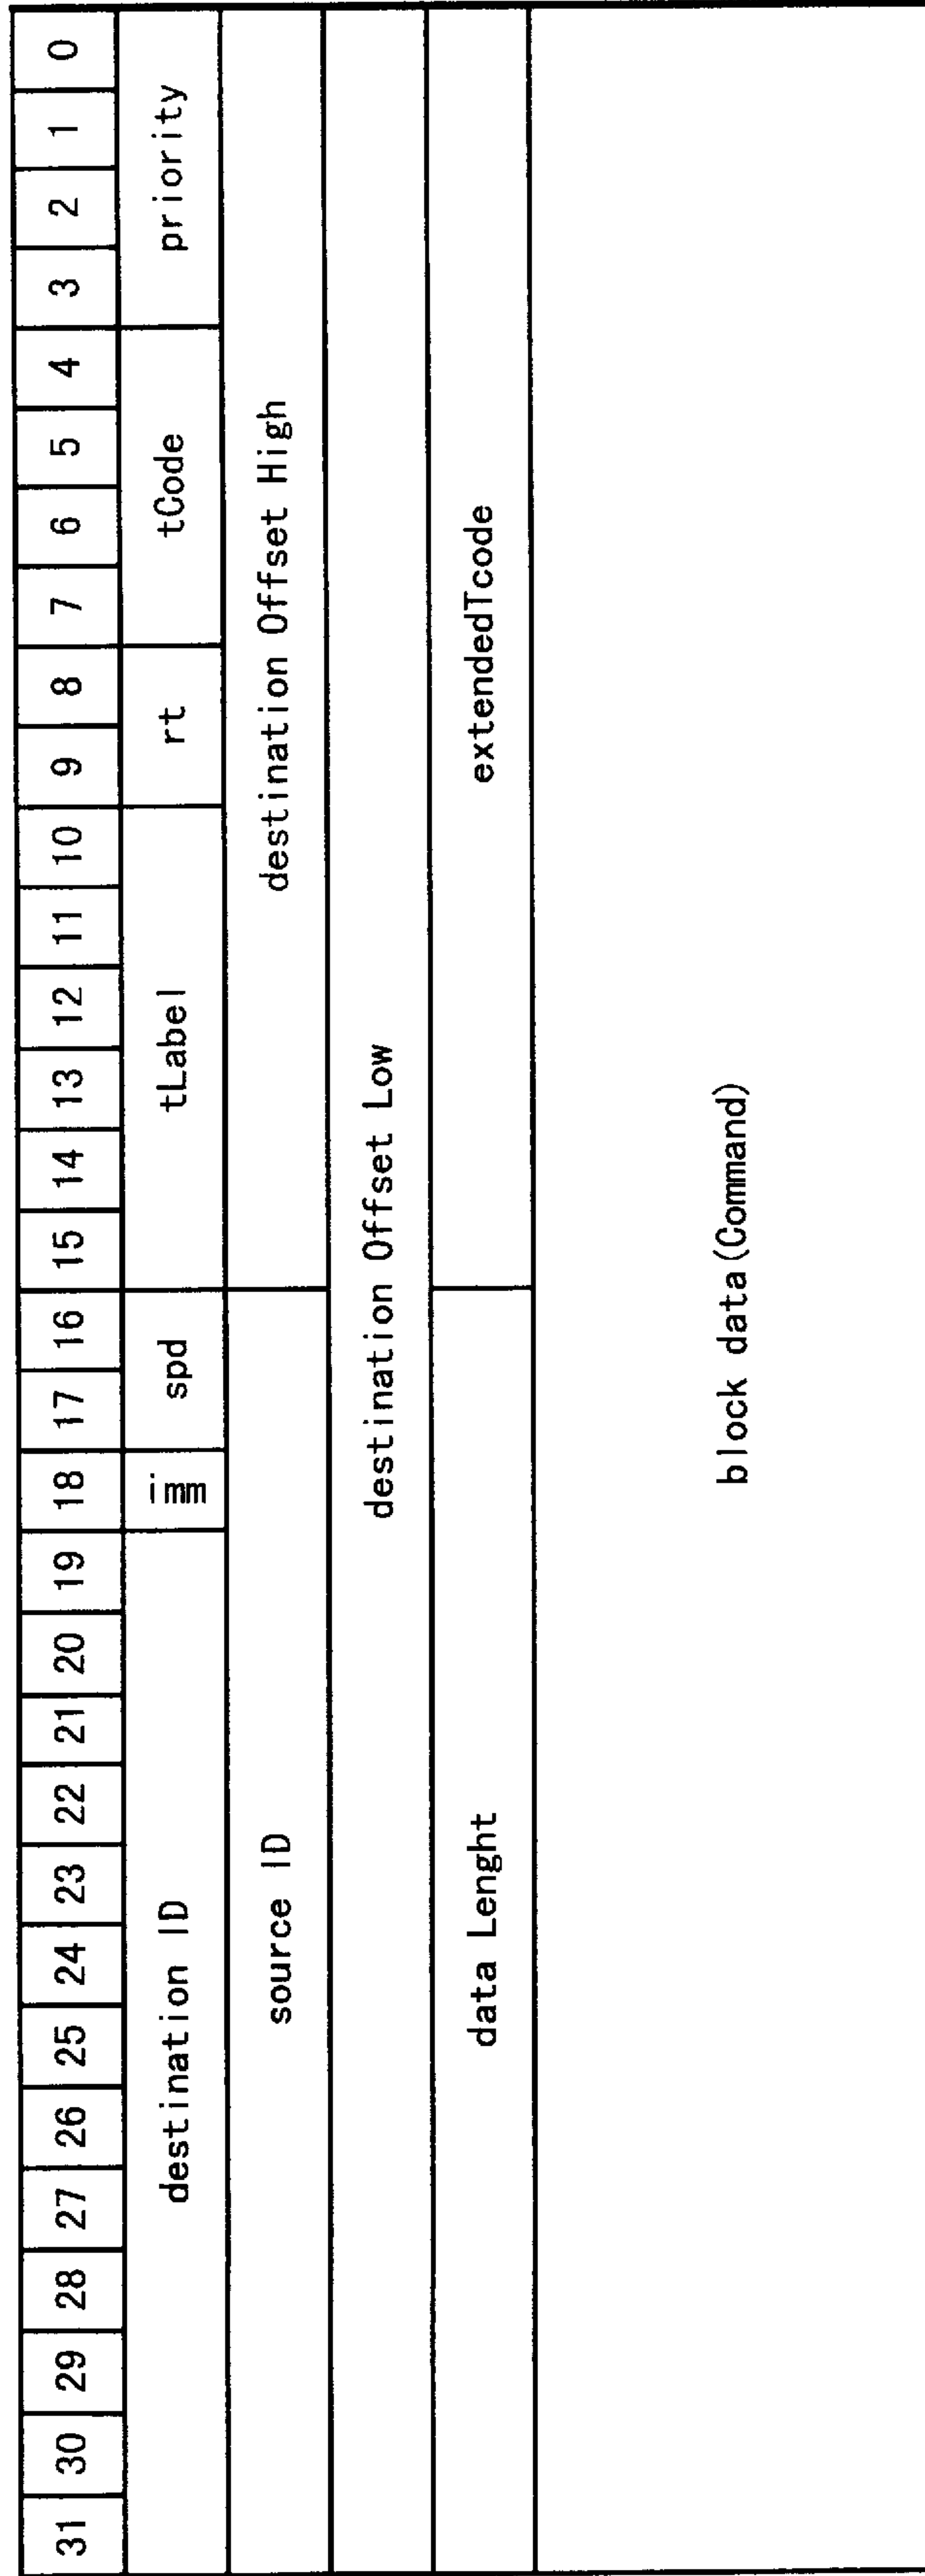 31 30 29 28 27 26 25 24 23 22 21 20 19 18 17 16 15 14 13 12 11 10 9 8 7 6 5 4 3 2 1 0
destination ID imm spd tLabel rt tCode priority
source ID destination Offset High
destination Offset Low
data Lenght extendedTcode
block data(Command)